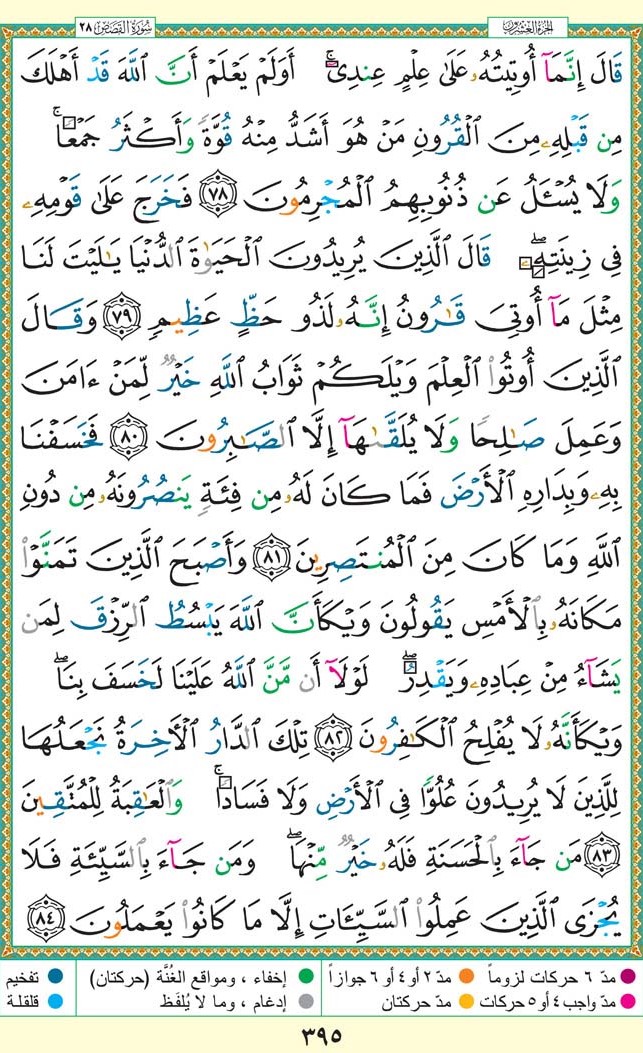 سُورَةُ القَصَصِ ٢٨
الجزءُ العِشرون
قَالَ إِنَّمَآ أُوتِيتُهُۥ عَلَىٰ عِلۡمٍ عِندِيٓۚ أَوَلَمۡ يَعۡلَمۡ أَنَّ ٱللَّهَ قَدۡ أَهۡلَكَ
مِن قَبۡلِهِۦ مِنَ ٱلۡقُرُونِ مَنۡ هُوَ أَشَدُّ مِنۡهُ قُوَّةٗ وَأَكۡثَرُ جَمۡعٗاۚ
وَلَا يُسۡـَٔلُ عَن ذُنُوبِهِمُ ٱلۡمُجۡرِمُونَ ٧٨ فَخَرَجَ عَلَىٰ قَوۡمِهِۦ
فِي زِينَتِهِۦۖ قَالَ ٱلَّذِينَ يُرِيدُونَ ٱلۡحَيَوٰةَ ٱلدُّنۡيَا يَٰلَيۡتَ لَنَا
مِثۡلَ مَآ أُوتِيَ قَٰرُونُ إِنَّهُۥ لَذُو حَظٍّ عَظِيمٖ ٧٩ وَقَالَ
ٱلَّذِينَ أُوتُواْ ٱلۡعِلۡمَ وَيۡلَكُمۡ ثَوَابُ ٱللَّهِ خَيۡرٞ لِّمَنۡ ءَامَنَ
وَعَمِلَ صَٰلِحٗا وَلَا يُلَقَّىٰهَآ إِلَّا ٱلصَّٰبِرُونَ ٨٠ فَخَسَفۡنَا
بِهِۦ وَبِدَارِهِ ٱلۡأَرۡضَ فَمَا كَانَ لَهُۥ مِن فِئَةٖ يَنصُرُونَهُۥ مِن دُونِ
ٱللَّهِ وَمَا كَانَ مِنَ ٱلۡمُنتَصِرِينَ ٨١ وَأَصۡبَحَ ٱلَّذِينَ تَمَنَّوۡاْ
مَكَانَهُۥ بِٱلۡأَمۡسِ يَقُولُونَ وَيۡكَأَنَّ ٱللَّهَ يَبۡسُطُ ٱلرِّزۡقَ لِمَن
يَشَآءُ مِنۡ عِبَادِهِۦ وَيَقۡدِرُۖ لَوۡلَآ أَن مَّنَّ ٱللَّهُ عَلَيۡنَا لَخَسَفَ بِنَاۖ
وَيۡكَأَنَّهُۥ لَا يُفۡلِحُ ٱلۡكَٰفِرُونَ ٨٢ تِلۡكَ ٱلدَّارُ ٱلۡأٓخِرَةُ نَجۡعَلُهَا
لِلَّذِينَ لَا يُرِيدُونَ عُلُوّٗا فِي ٱلۡأَرۡضِ وَلَا فَسَادٗاۚ وَٱلۡعَٰقِبَةُ لِلۡمُتَّقِينَ
٨٣ مَن جَآءَ بِٱلۡحَسَنَةِ فَلَهُۥ خَيۡرٞ مِّنۡهَاۖ وَمَن جَآءَ بِٱلسَّيِّئَةِ فَلَا
يُجۡزَى ٱلَّذِينَ عَمِلُواْ ٱلسَّيِّـَٔاتِ إِلَّا مَا كَانُواْ يَعۡمَلُونَ ٨٤
مدّ ٦ حركات لزوماً مدّ ٢ أو ٤ أو ٦ جوازاً إخفاء ، ومواقع الغُنَّة (حركتان) تفخيم
مدّ واجب ٤ أو ٥ حركات مدّ حركتان إدغام ، وما لا يُلفَظ قلقلة
٣٩٥